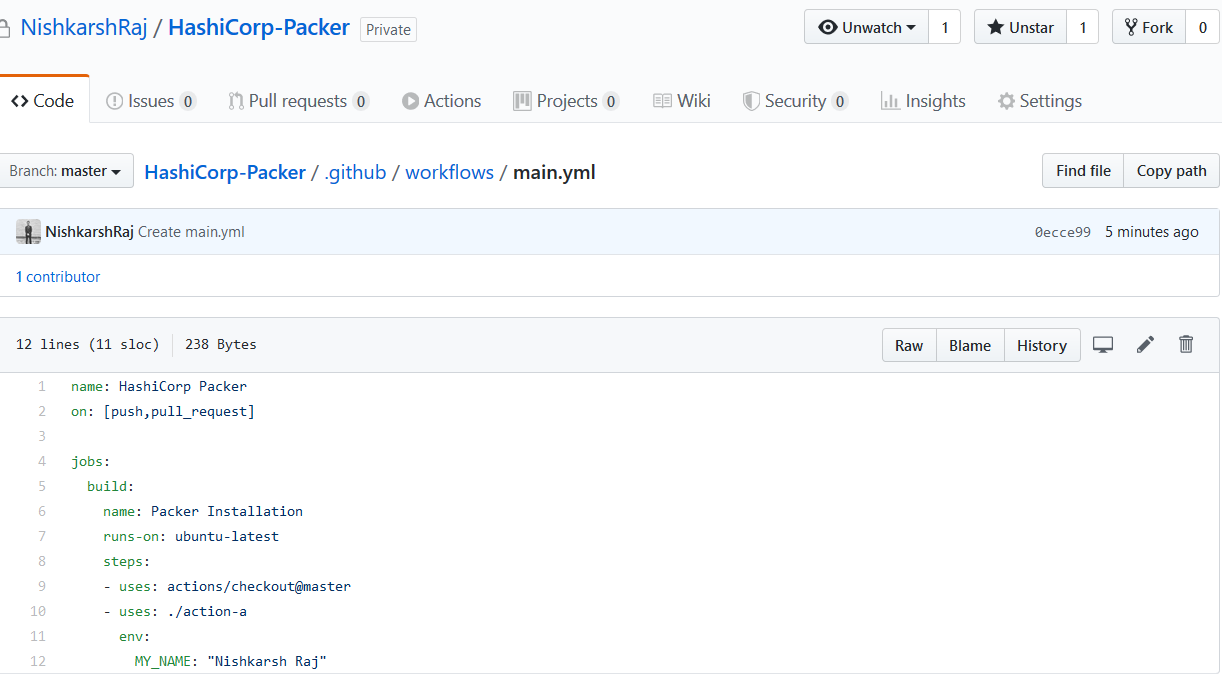 NishkarshRaj / HashiCorp-Packer Private Unwatch 1 Unstar 1 Fork 0
Code Issues 0 Pull requests 0 Actions Projects 0 Wiki Security 0 Insights Settings
Branch: master HashiCorp-Packer / .github / workflows / main.yml Find file Copy path
NishkarshRaj Create main.yml 0ecce99 5 minutes ago
1 contributor
12 lines (11 sloc) 238 Bytes Raw Blame History
1 name: HashiCorp Packer
2 on: [push,pull_request]
3
4 jobs:
5 build:
6 name: Packer Installation
7 runs-on: ubuntu-latest
8 steps:
9 - uses: actions/checkout@master
10 - uses: ./action-a
11 env:
12 MY_NAME: "Nishkarsh Raj"